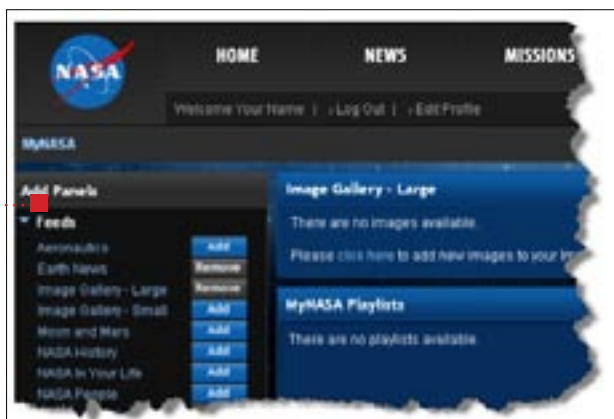 NASA
HOME NEWS MISSIONS
Welcome Your Name | › Log Out | › Edit Profile
MyNASA
Add Panels
Feeds
Aeronautics Add
Earth News Remove
Image Gallery - Large Remove
Image Gallery - Small Add
Moon and Mars Add
NASA History Add
NASA In Your Life Add
NASA People Add
Image Gallery - Large
There are no images available.
Please click here to add new images to your
MyNASA Playlists
There are no playlists available.